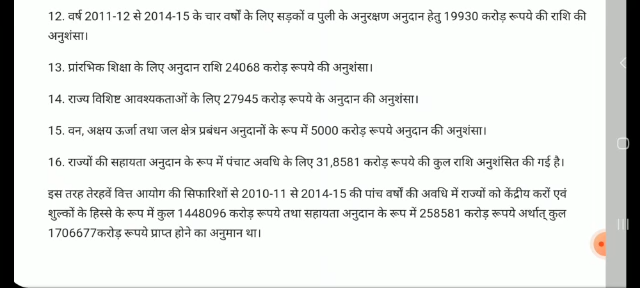 12. वर्ष 2011-12 से 2014-15 के चार वर्षों के लिए सड़कों व पुली के अनुरक्षण अनुदान हेतु 19930 करोड़ रूपये की राशि की
अनुशंसा।
13. प्रांरभिक शिक्षा के लिए अनुदान राशि 24068 करोड़ रूपये की अनुशंसा।
14. राज्य विशिष्ट आवश्यकताओं के लिए 27945 करोड़ रूपये के अनुदान की अनुशंसा।
15. वन, अक्षय ऊर्जा तथा जल क्षेत्र प्रबंधन अनुदानों के रूप में 5000 करोड़ रूपये अनुदान की अनुशंसा।
16. राज्यों की सहायता अनुदान के रूप में पंचाट अवधि के लिए 31,8581 करोड़ रूपये की कुल राशि अनुशंसित की गई है।
इस तरह तेरहवें वित्त आयोग की सिफारिशों से 2010-11 से 2014-15 की पांच वर्षों की अवधि में राज्यों को केंद्रीय करों एवं
शुल्कों के हिस्से के रूप में कुल 1448096 करोड़ रूपये तथा सहायता अनुदान के रूप में 258581 करोड़ रूपये अर्थात् कुल
1706677करोड़ रूपये प्राप्त होने का अनुमान था।